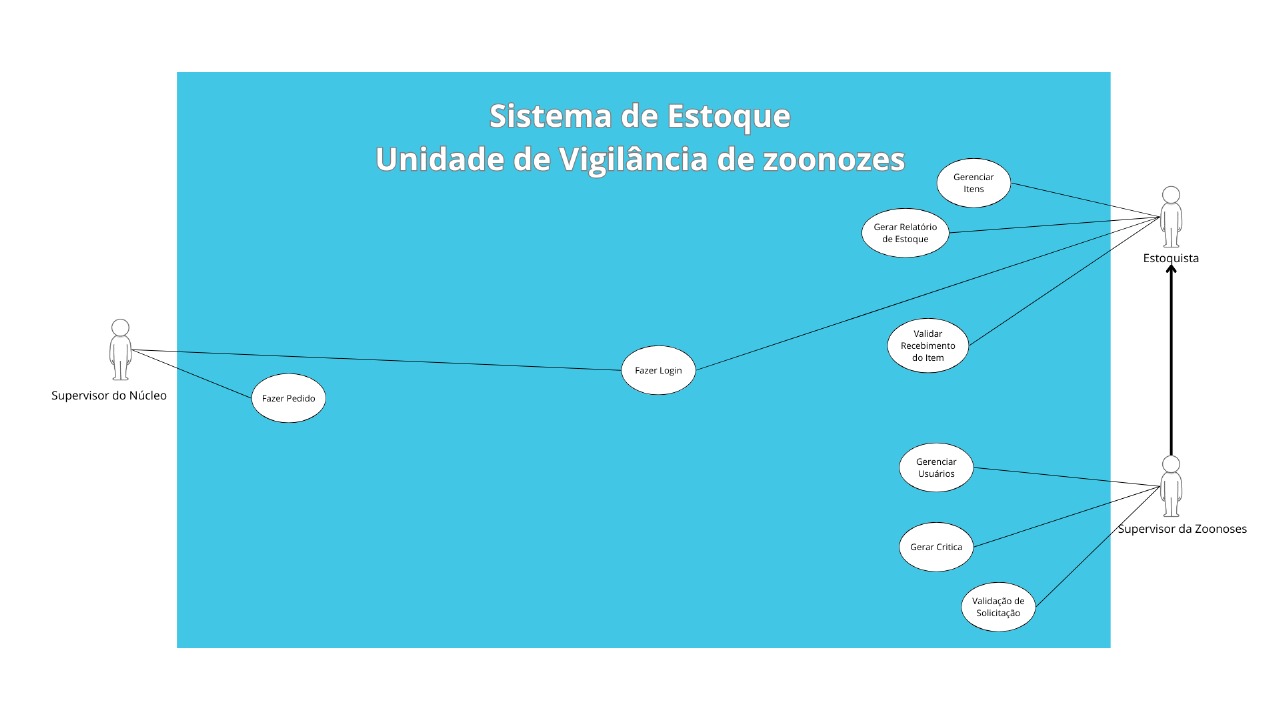 Sistema de Estoque
Unidade de Vigilância de zoonozes
Gerenciar
Itens
Gerar Relatório
de Estoque
Estoquista
Validar
Recebimento
do Item
Fazer Login
Supervisor do Núcleo
Fazer Pedido
Gerenciar
Usuários
Supervisor da Zoonoses
Gerar Critica
Validação de
Solicitação